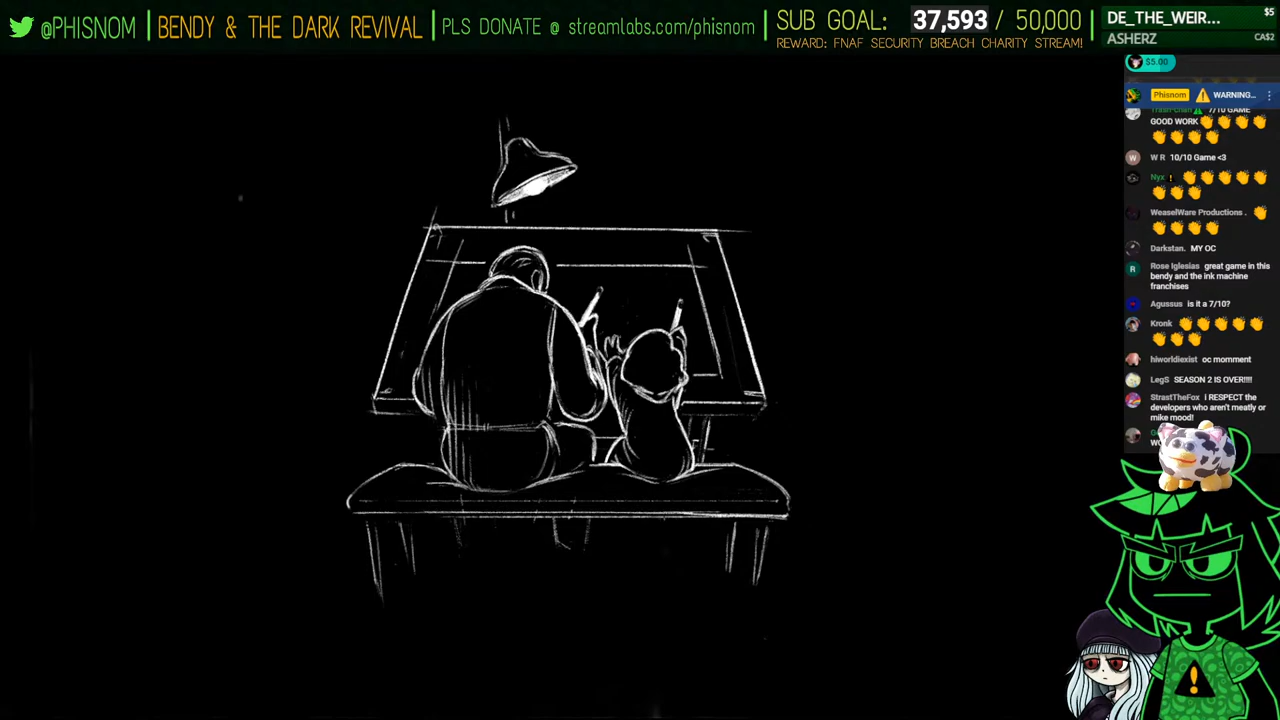 @PHISNOM
BENDY & THE DARK REVIVAL
PLS DONATE @ streamlabs.com/phisnom
SUB GOAL: 37,593 / 50,000
REWARD: FNAF SECURITY BREACH CHARITY STREAM!
DE_THE_WEIR... $5
ASHERZ CA$2
$5.00
Phisnom WARNING...
7/10 GAME
GOOD WORK
W R 10/10 Game <3
Nyx
WeaselWare Productions .
Darkstan. MY OC
Rose Iglesias great game in this
bendy and the ink machine
franchises
Agussus is it a 7/10?
Kronk
hiworldiexist oc momment
LegS SEASON 2 IS OVER!!!!
StrastTheFox i RESPECT the
developers who aren't meatly or
mike mood!